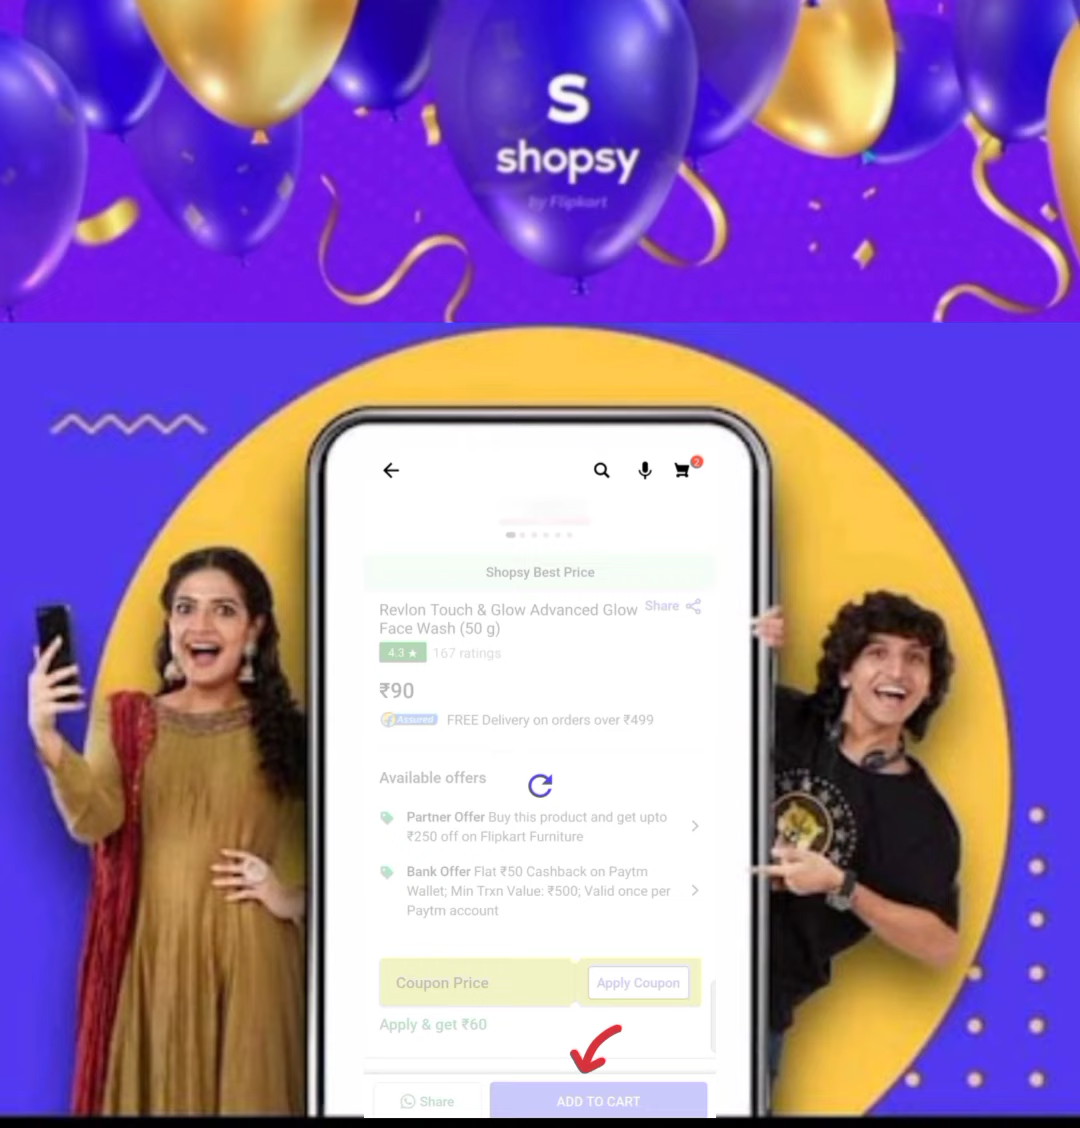 S
shopsy
by Flipkart
2
Shopsy Best Price
Revlon Touch & Glow Advanced Glow Share
Face Wash (50 g)
4.3 ★ 167 ratings
₹90
Assured FREE Delivery on orders over ₹499
Available offers
Partner Offer Buy this product and get upto
₹250 off on Flipkart Furniture
Bank Offer Flat ₹50 Cashback on Paytm
Wallet; Min Trxn Value: ₹500; Valid once per
Paytm account
Coupon Price Apply Coupon
Apply & get ₹60
Share ADD TO CART